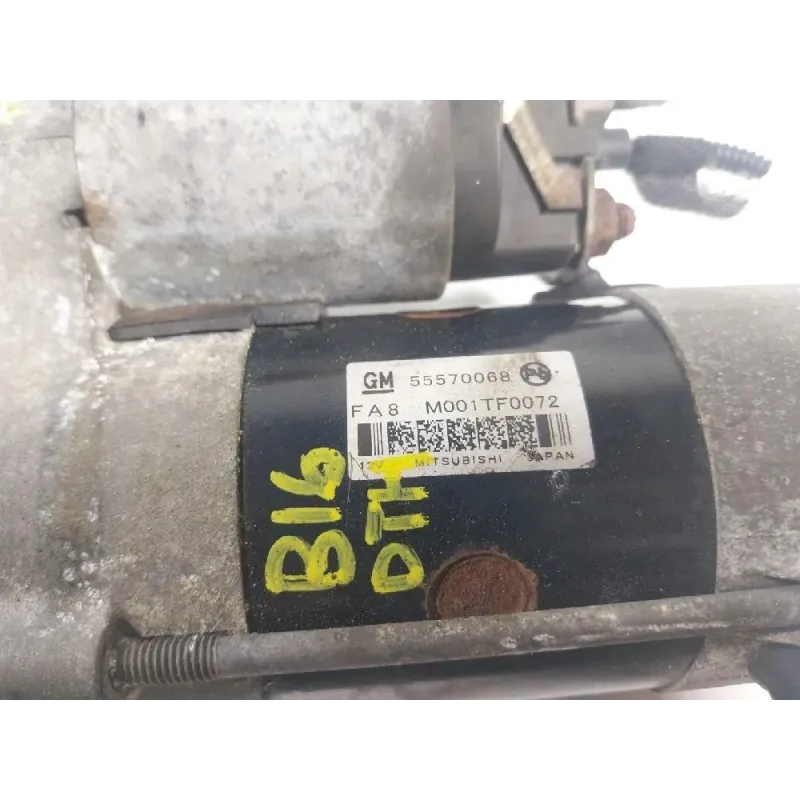 GM 55570068
FA8 M001TF0072
MITSUBISHI JAPAN
B16
DTH